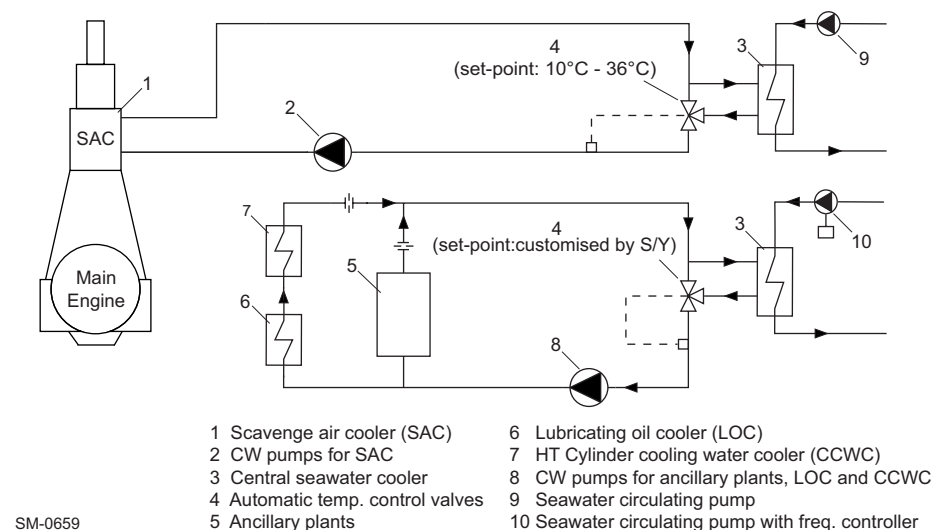 1
SAC
2
4
(set-point: 10°C - 36°C)
3
9
Main
Engine
7
6
5
4
(set-point:customised by S/Y)
3
10
8
1 Scavenge air cooler (SAC)
2 CW pumps for SAC
3 Central seawater cooler
4 Automatic temp. control valves
5 Ancillary plants
6 Lubricating oil cooler (LOC)
7 HT Cylinder cooling water cooler (CCWC)
8 CW pumps for ancillary plants, LOC and CCWC
9 Seawater circulating pump
10 Seawater circulating pump with freq. controller
SM-0659